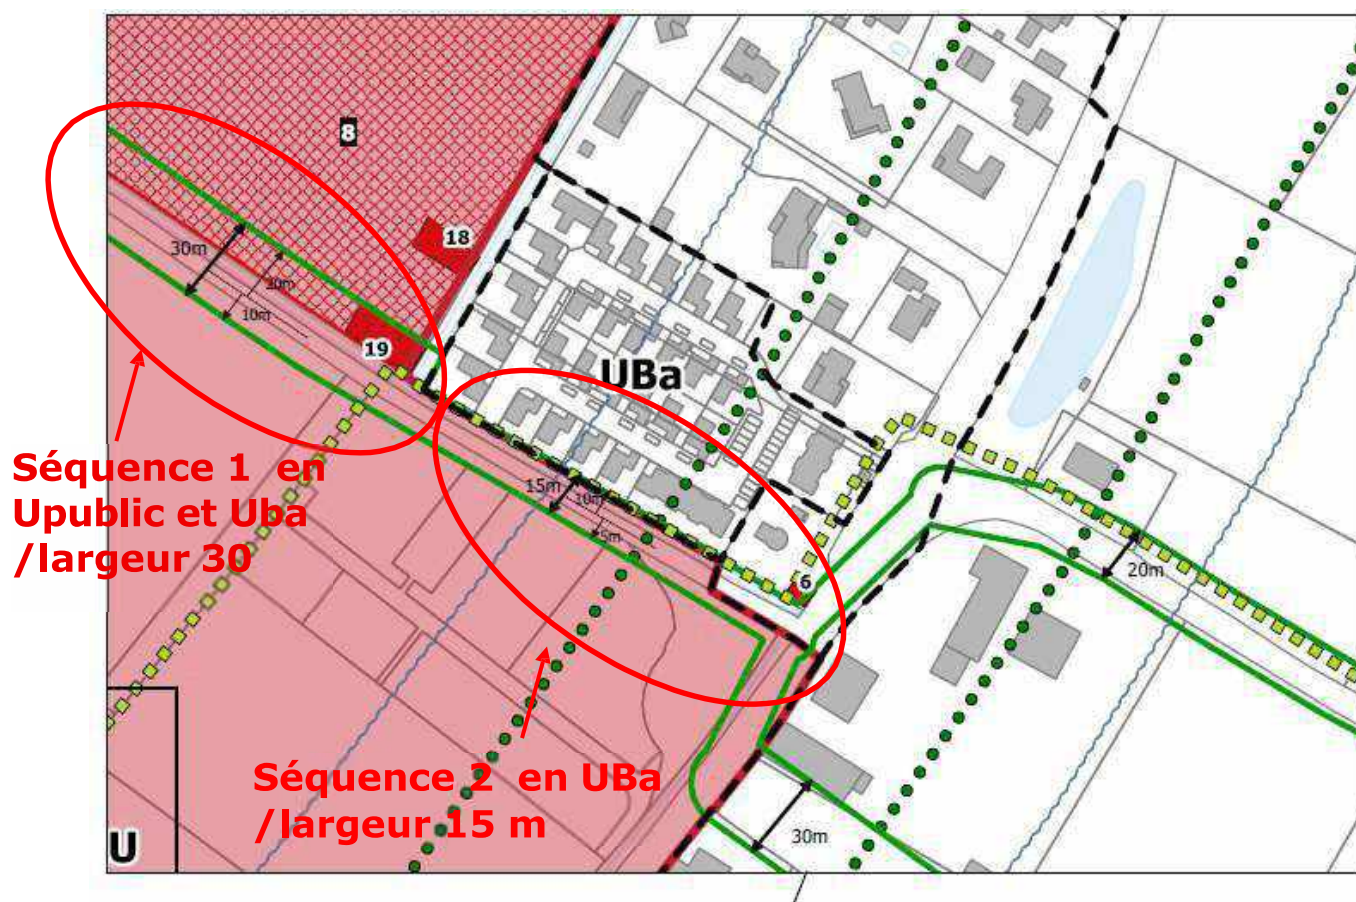 8
18
30m
20m
10m
19
UBa
Séquence 1 en
Upublic et Uba
/largeur 30
15m
10m
5m
6
20m
Séquence 2 en UBa
/largeur 15 m
30m
U